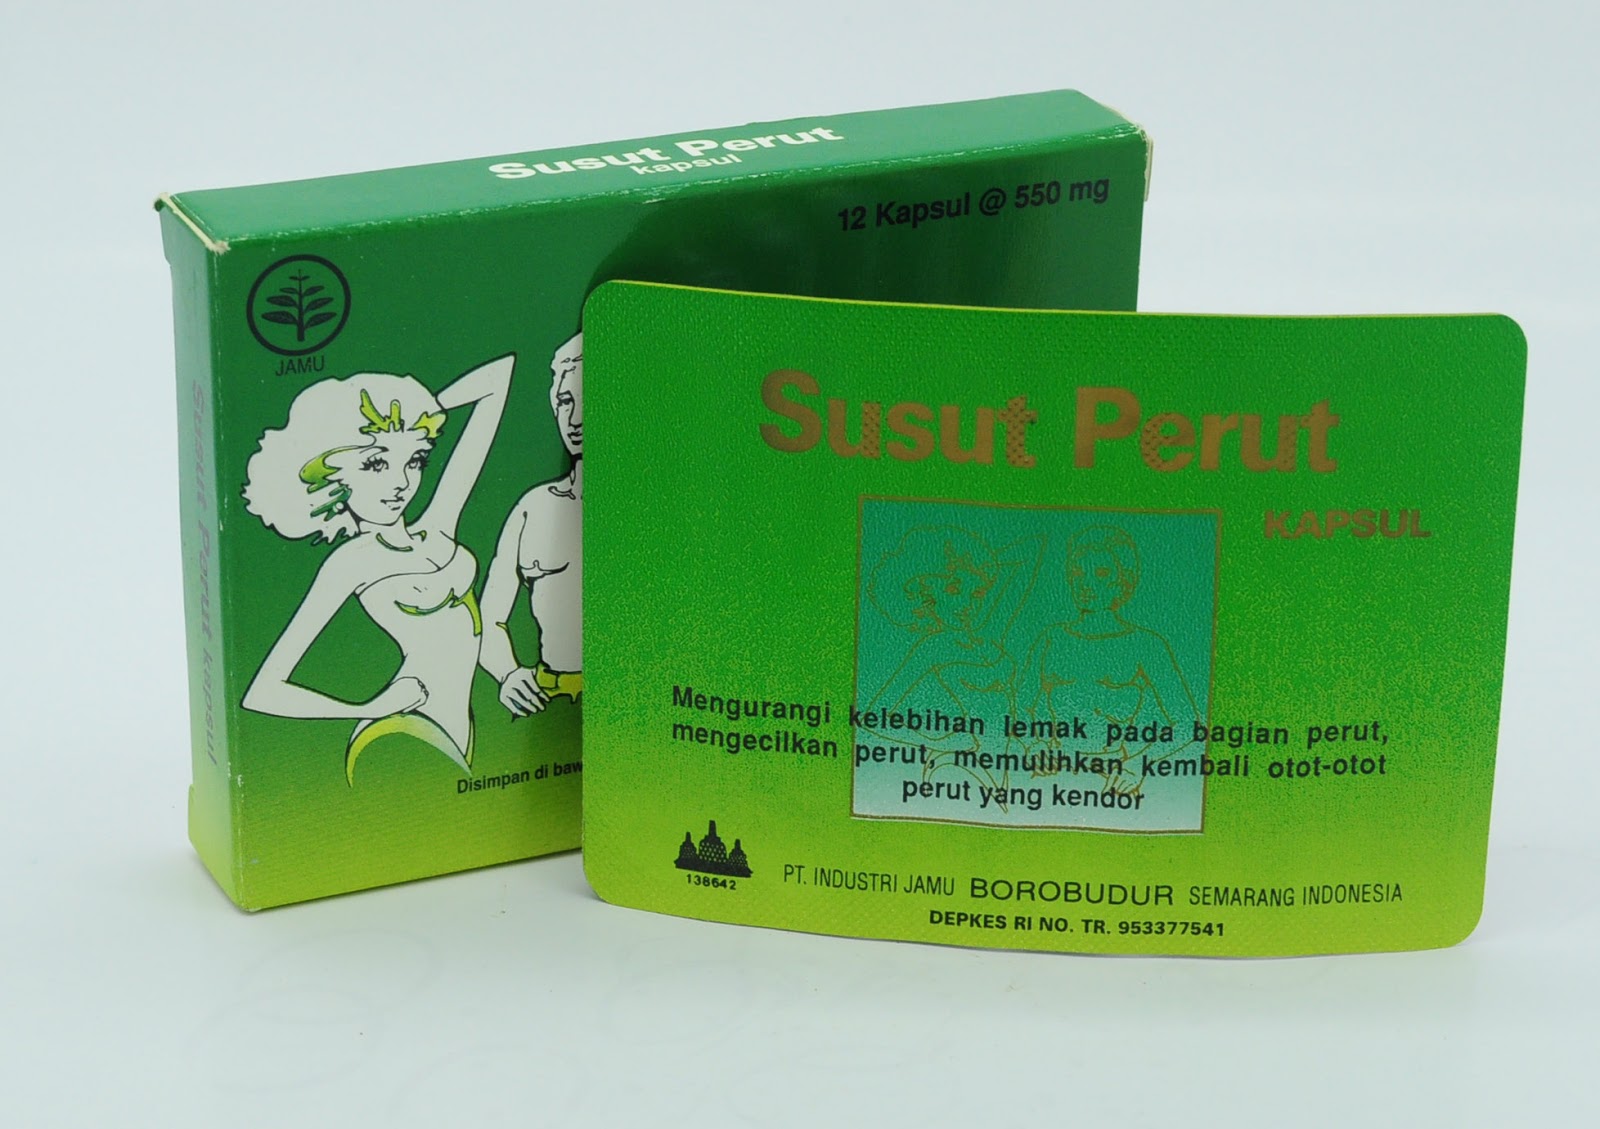 Susut Perut
kapsul
12 Kapsul @ 550 mg
JAMU
Susut Perut kapsul
Disimpan di
Susut Perut
KAPSUL
Mengurangi kelebihan lemak pada bagian perut,
mengecilkan perut, memulihkan kembali otot-otot
perut yang kendor
138642
PT. INDUSTRI JAMU BOROBUDUR SEMARANG INDONESIA
DEPKES RI NO. TR. 953377541